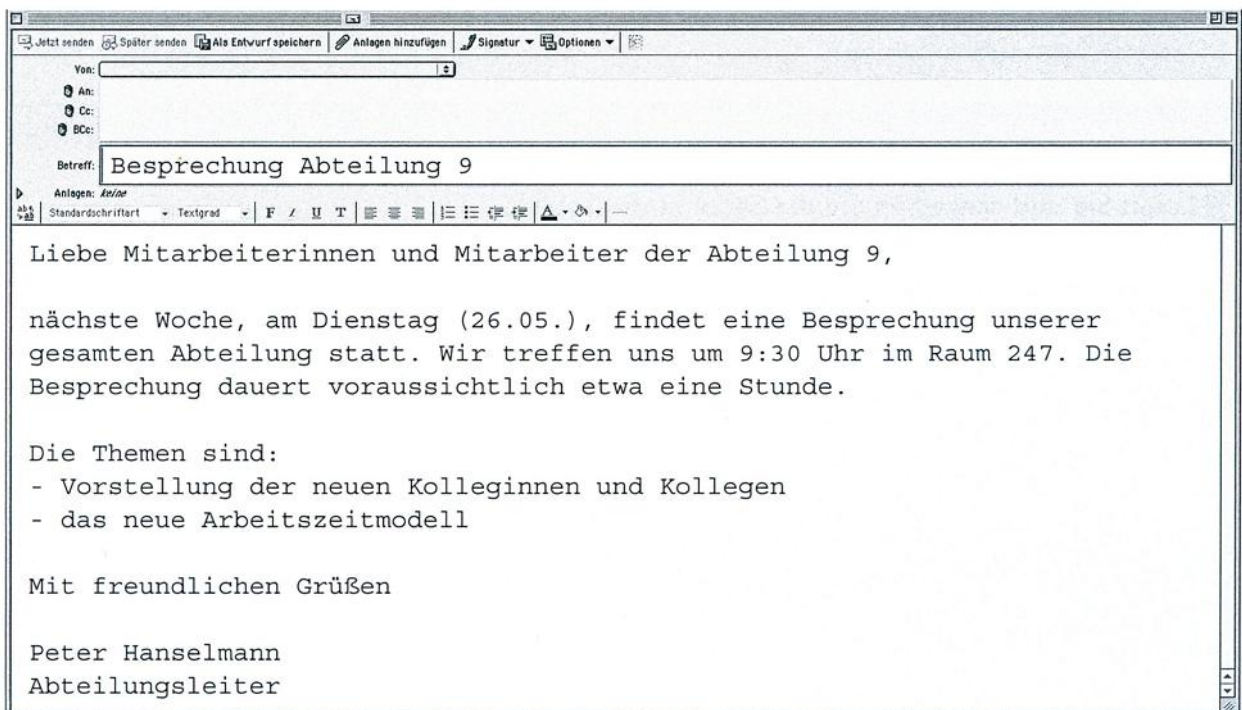 Jetzt senden Später senden Als Entwurf speichern Anlagen hinzufügen Signatur Optionen
Von:
An:
Cc:
BCc:
Betreff: Besprechung Abteilung 9
Anlagen: keine
Standardschriftart Textgrad F I U T A
Liebe Mitarbeiterinnen und Mitarbeiter der Abteilung 9,
nächste Woche, am Dienstag (26.05.), findet eine Besprechung unserer
gesamten Abteilung statt. Wir treffen uns um 9:30 Uhr im Raum 247. Die
Besprechung dauert voraussichtlich etwa eine Stunde.
Die Themen sind:
- Vorstellung der neuen Kolleginnen und Kollegen
- das neue Arbeitszeitmodell
Mit freundlichen Grüßen
Peter Hanselmann
Abteilungsleiter